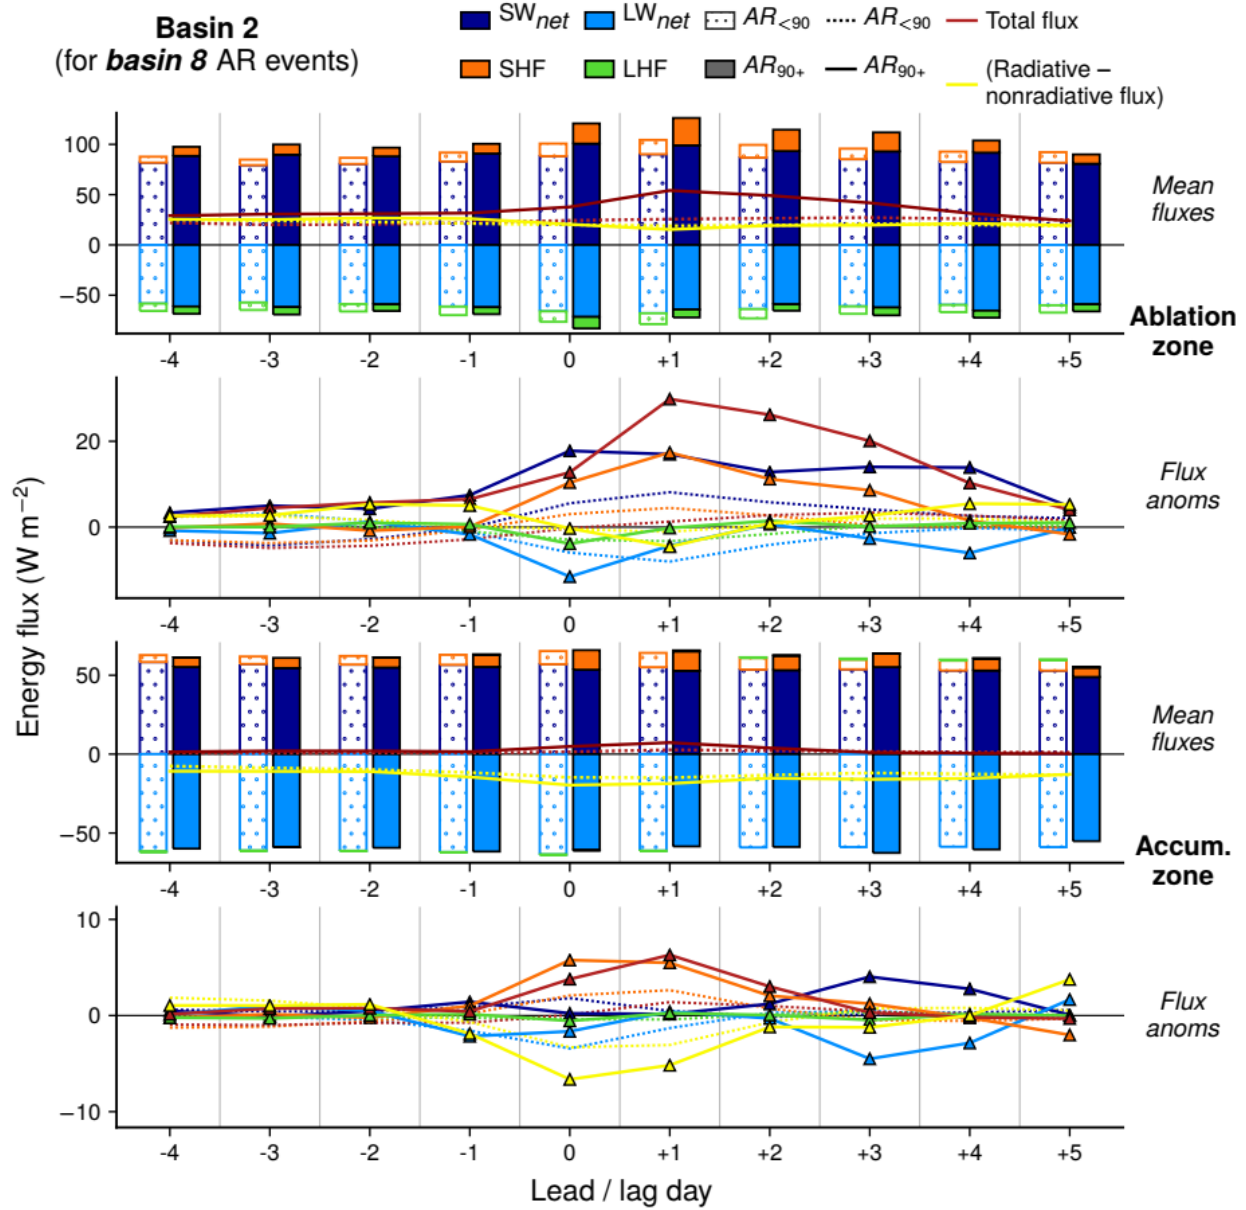 Basin 2
(for basin 8 AR events)
SWnet LWnet AR<90 AR<90 Total flux
SHF LHF AR90+ AR90+ (Radiative –
nonradiative flux)
100
50
0
−50
Mean
fluxes
-4 -3 -2 -1 0 +1 +2 +3 +4 +5
Ablation
zone
20
0
Flux
anoms
-4 -3 -2 -1 0 +1 +2 +3 +4 +5
50
0
−50
Mean
fluxes
-4 -3 -2 -1 0 +1 +2 +3 +4 +5
Accum.
zone
10
0
−10
Flux
anoms
-4 -3 -2 -1 0 +1 +2 +3 +4 +5
Energy flux (W m−2)
Lead / lag day